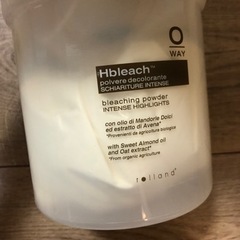 O
WAY
Hbleach™
polvere decolorante
SCHIARITURE INTENSE
bleaching powder
INTENSE HIGHLIGHTS
con olio di Mandorle Dolci
ed estratto di Avena*
*Provenienti da agricoltura biologica
with Sweet Almond oil
and Oat extract*
*From organic agriculture
rolland®